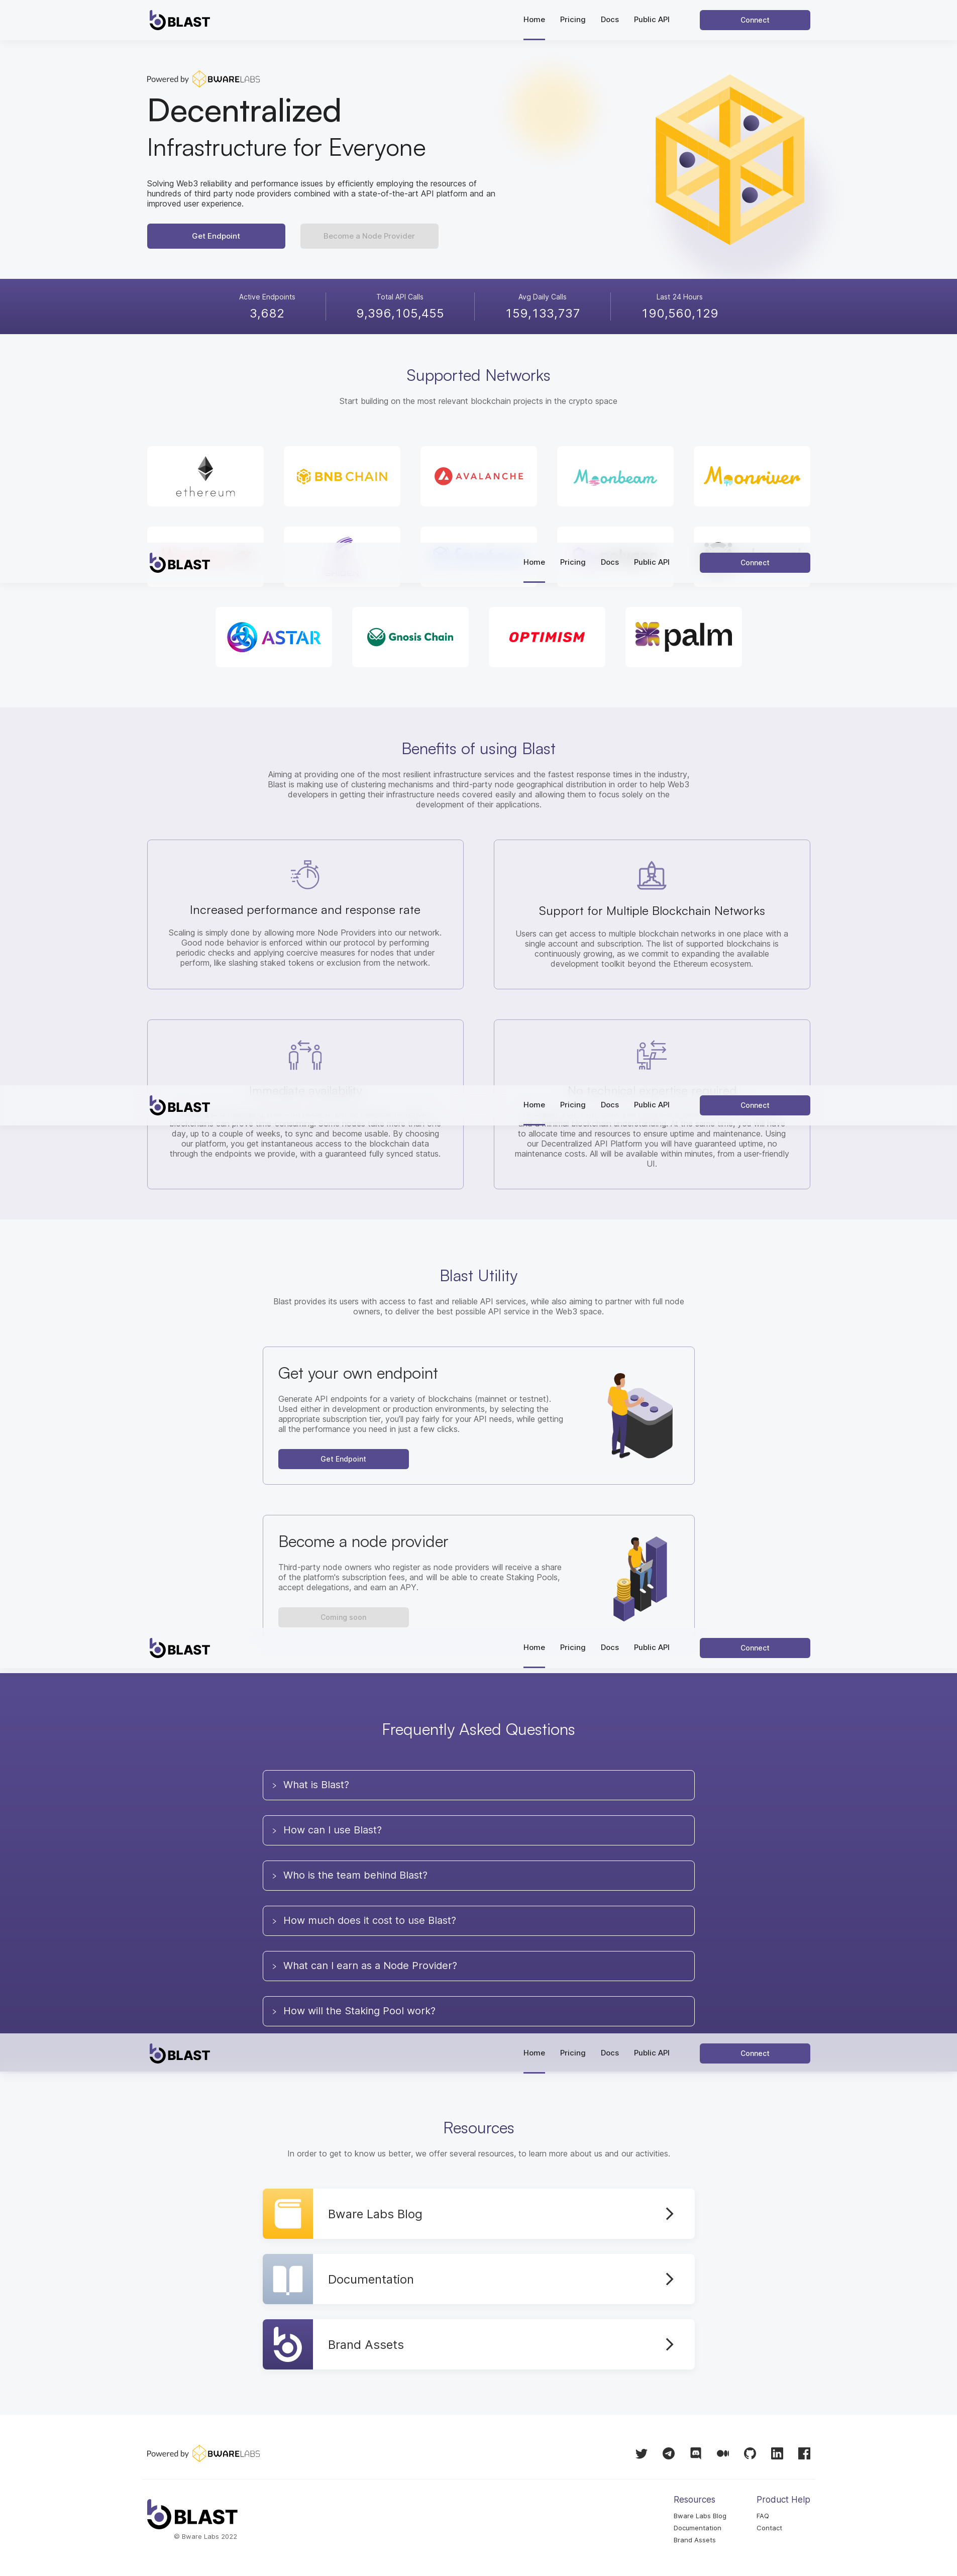 BLAST
Home Pricing Docs Public API Connect
Powered by BWARELABS
Decentralized
Infrastructure for Everyone
Solving Web3 reliability and performance issues by efficiently employing the resources of
hundreds of third party node providers combined with a state-of-the-art API platform and an
improved user experience.
Get Endpoint Become a Node Provider
Active Endpoints Total API Calls Avg Daily Calls Last 24 Hours
3,682 9,396,105,455 159,133,737 190,560,129
Supported Networks
Start building on the most relevant blockchain projects in the crypto space
ethereum BNB CHAIN AVALANCHE Moonbeam Moonriver
BLAST
Home Pricing Docs Public API Connect
ASTAR Gnosis Chain OPTIMISM palm
Benefits of using Blast
Aiming at providing one of the most resilient infrastructure services and the fastest response times in the industry,
Blast is making use of clustering mechanisms and third-party node geographical distribution in order to help Web3
developers in getting their infrastructure needs covered easily and allowing them to focus solely on the
development of their applications.
Increased performance and response rate
Scaling is simply done by allowing more Node Providers into our network.
Good node behavior is enforced within our protocol by performing
periodic checks and applying coercive measures for nodes that under
perform, like slashing staked tokens or exclusion from the network.
Support for Multiple Blockchain Networks
Users can get access to multiple blockchain networks in one place with a
single account and subscription. The list of supported blockchains is
continuously growing, as we commit to expanding the available
development toolkit beyond the Ethereum ecosystem.
Immediate availability
No technical expertise required
BLAST
Home Pricing Docs Public API Connect
day, up to a couple of weeks, to sync and become usable. By choosing
our platform, you get instantaneous access to the blockchain data
through the endpoints we provide, with a guaranteed fully synced status.
to allocate time and resources to ensure uptime and maintenance. Using
our Decentralized API Platform you will have guaranteed uptime, no
maintenance costs. All will be available within minutes, from a user-friendly
UI.
Blast Utility
Blast provides its users with access to fast and reliable API services, while also aiming to partner with full node
owners, to deliver the best possible API service in the Web3 space.
Get your own endpoint
Generate API endpoints for a variety of blockchains (mainnet or testnet).
Used either in development or production environments, by selecting the
appropriate subscription tier, you'll pay fairly for your API needs, while getting
all the performance you need in just a few clicks.
Get Endpoint
Become a node provider
Third-party node owners who register as node providers will receive a share
of the platform's subscription fees, and will be able to create Staking Pools,
accept delegations, and earn an APY.
Coming soon
BLAST
Home Pricing Docs Public API Connect
Frequently Asked Questions
What is Blast?
How can I use Blast?
Who is the team behind Blast?
How much does it cost to use Blast?
What can I earn as a Node Provider?
How will the Staking Pool work?
BLAST
Home Pricing Docs Public API Connect
Resources
In order to get to know us better, we offer several resources, to learn more about us and our activities.
Bware Labs Blog
Documentation
Brand Assets
Powered by BWARELABS
BLAST
© Bware Labs 2022
Resources
Bware Labs Blog
Documentation
Brand Assets
Product Help
FAQ
Contact